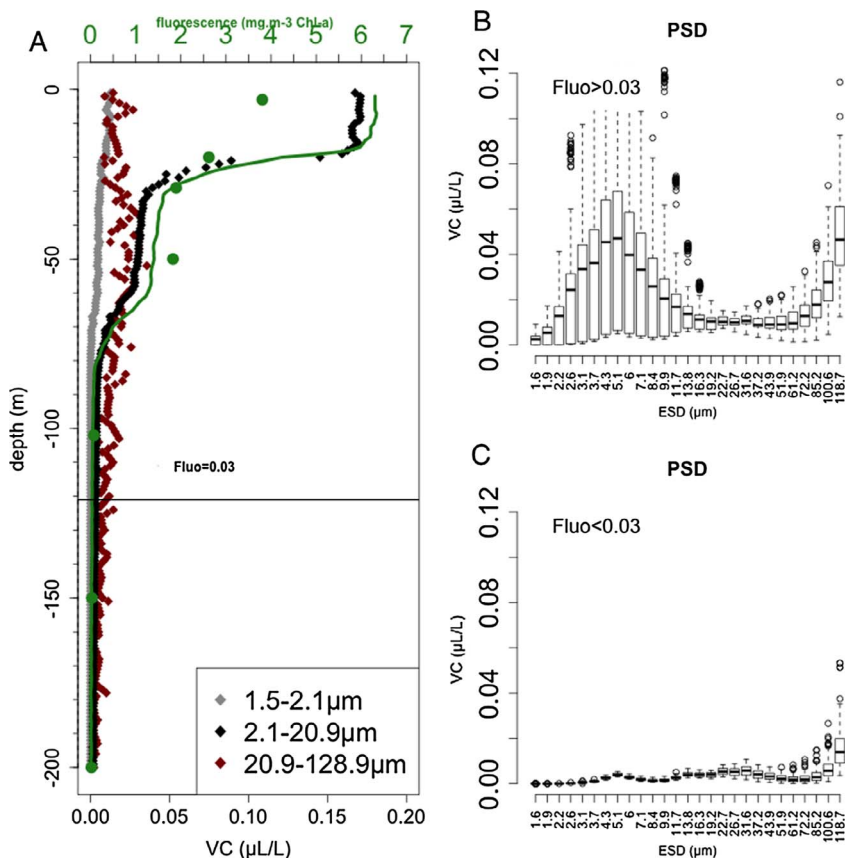 A
fluorescence (mg.m-3 Chl-a)
0 1 2 3 4 5 6 7
0
-50
-100
-150
-200
depth (m)
Fluo=0.03
1.5-2.1µm
2.1-20.9µm
20.9-128.9µm
0.00 0.05 0.10 0.15 0.20
VC (µL/L)
B
PSD
Fluo>0.03
0.12
0.08
0.04
0.00
VC (µL/L)
1.6 1.9 2.2 2.6 3.1 3.7 4.3 5.1 6 7.1 8.4 9.9 11.7 13.8 16.3 19.2 22.7 26.7 31.6 37.2 43.9 51.9 61.2 72.2 85.2 100.6 118.7
ESD (µm)
C
PSD
Fluo<0.03
0.12
0.08
0.04
0.00
VC (µL/L)
1.6 1.9 2.2 2.6 3.1 3.7 4.3 5.1 6 7.1 8.4 9.9 11.7 13.8 16.3 19.2 22.7 26.7 31.6 37.2 43.9 51.9 61.2 72.2 85.2 100.6 118.7
ESD (µm)